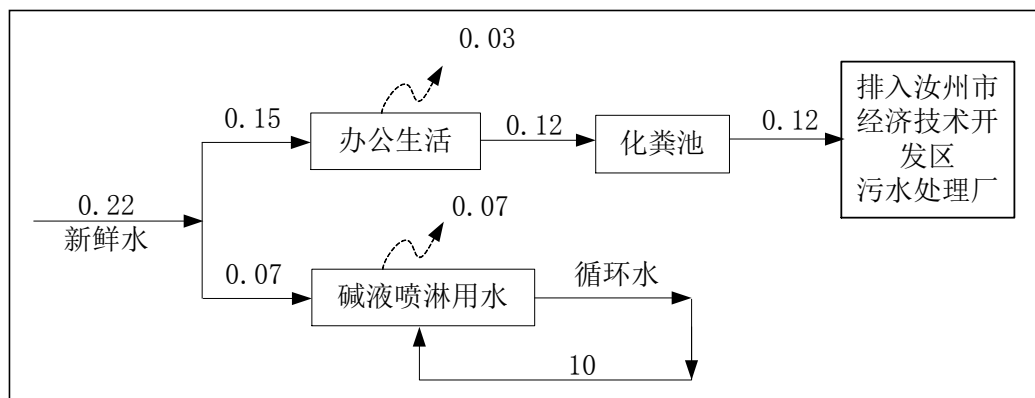 0.03
0.15
办公生活
0.12
化粪池
0.12
排入汝州市
经济技术开
发区
污水处理厂
0.22
新鲜水
0.07
0.07
碱液喷淋用水
循环水
10